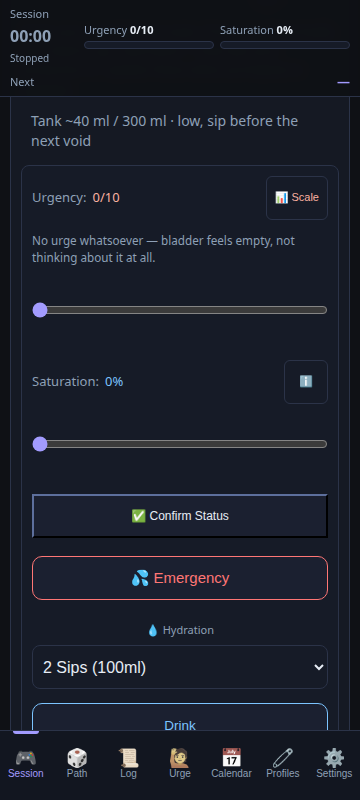 Session
00:00
Stopped
Urgency 0/10
Saturation 0%
Next
—
Tank ~40 ml / 300 ml · low, sip before the
next void
Urgency: 0/10
📊 Scale
No urge whatsoever — bladder feels empty, not
thinking about it at all.
Saturation: 0%
ℹ️
✅ Confirm Status
💦 Emergency
💧 Hydration
2 Sips (100ml)
Drink
Session
Path
Log
Urge
Calendar
Profiles
Settings